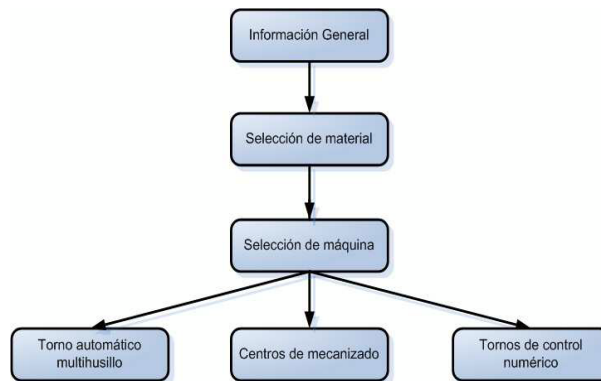 Información General
Selección de material
Selección de máquina
Torno automático
multihusillo
Centros de mecanizado
Tornos de control
numérico